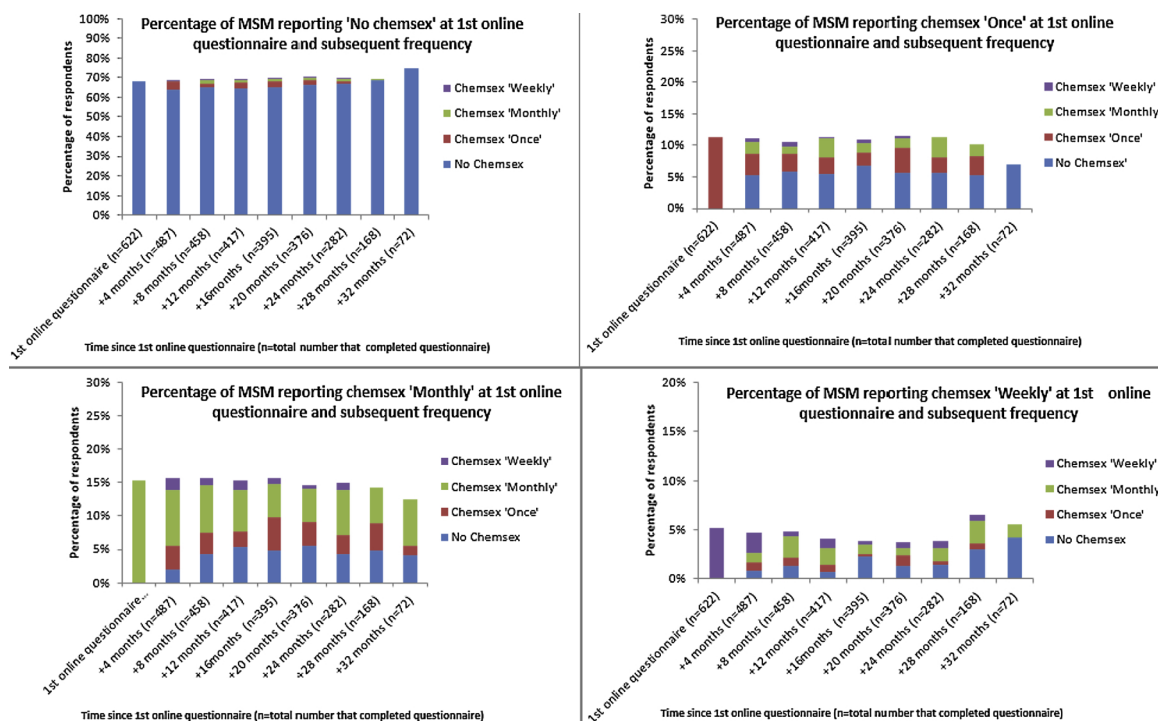 Percentage of MSM reporting 'No chemsex' at 1st online
questionnaire and subsequent frequency
Percentage of respondents
100%
90%
80%
70%
60%
50%
40%
30%
20%
10%
0%
Chemsex 'Weekly'
Chemsex 'Monthly'
Chemsex 'Once'
No Chemsex
1st online questionnaire (n=622)
+4 months (n=487)
+8 months (n=458)
+12 months (n=417)
+16months (n=395)
+20 months (n=376)
+24 months (n=282)
+28 months (n=168)
+32 months (n=72)
Time since 1st online questionnaire (n=total number that completed questionnaire)
Percentage of MSM reporting chemsex 'Once' at 1st online
questionnaire and subsequent frequency
Percentage of respondents
30%
25%
20%
15%
10%
5%
0%
Chemsex 'Weekly'
Chemsex 'Monthly'
Chemsex 'Once'
No Chemsex'
1st online questionnaire (n=622)
+4 months (n=487)
+8 months (n=458)
+12 months (n=417)
+16months (n=395)
+20 months (n=376)
+24 months (n=282)
+28 months (n=168)
+32 months (n=72)
Time since 1st online questionnaire (n=total number that completed questionnaire)
Percentage of MSM reporting chemsex 'Monthly' at 1st online
questionnaire and subsequent frequency
Percentage of respondents
30%
25%
20%
15%
10%
5%
0%
Chemsex 'Weekly'
Chemsex 'Monthly'
Chemsex 'Once'
No Chemsex
1st online questionnaire...
+4 months (n=487)
+8 months (n=458)
+12 months (n=417)
+16months (n=395)
+20 months (n=376)
+24 months (n=282)
+28 months (n=168)
+32 months (n=72)
Time since 1st online questionnaire (n=total number that completed questionnaire)
Percentage of MSM reporting chemsex 'Weekly' at 1st online
questionnaire and subsequent frequency
Percentage of respondents
20%
15%
10%
5%
0%
Chemsex 'Weekly'
Chemsex 'Monthly
Chemsex 'Once'
No Chemsex
1st online questionnaire (n=622)
+4 months (n=487)
+8 months (n=458)
+12 months (n=417)
+16months (n=395)
+20 months (n=376)
+24 months (n=282)
+28 months (n=168)
+32 months (n=72)
Time since 1st online questionnaire (n=total number that completed questionnaire)